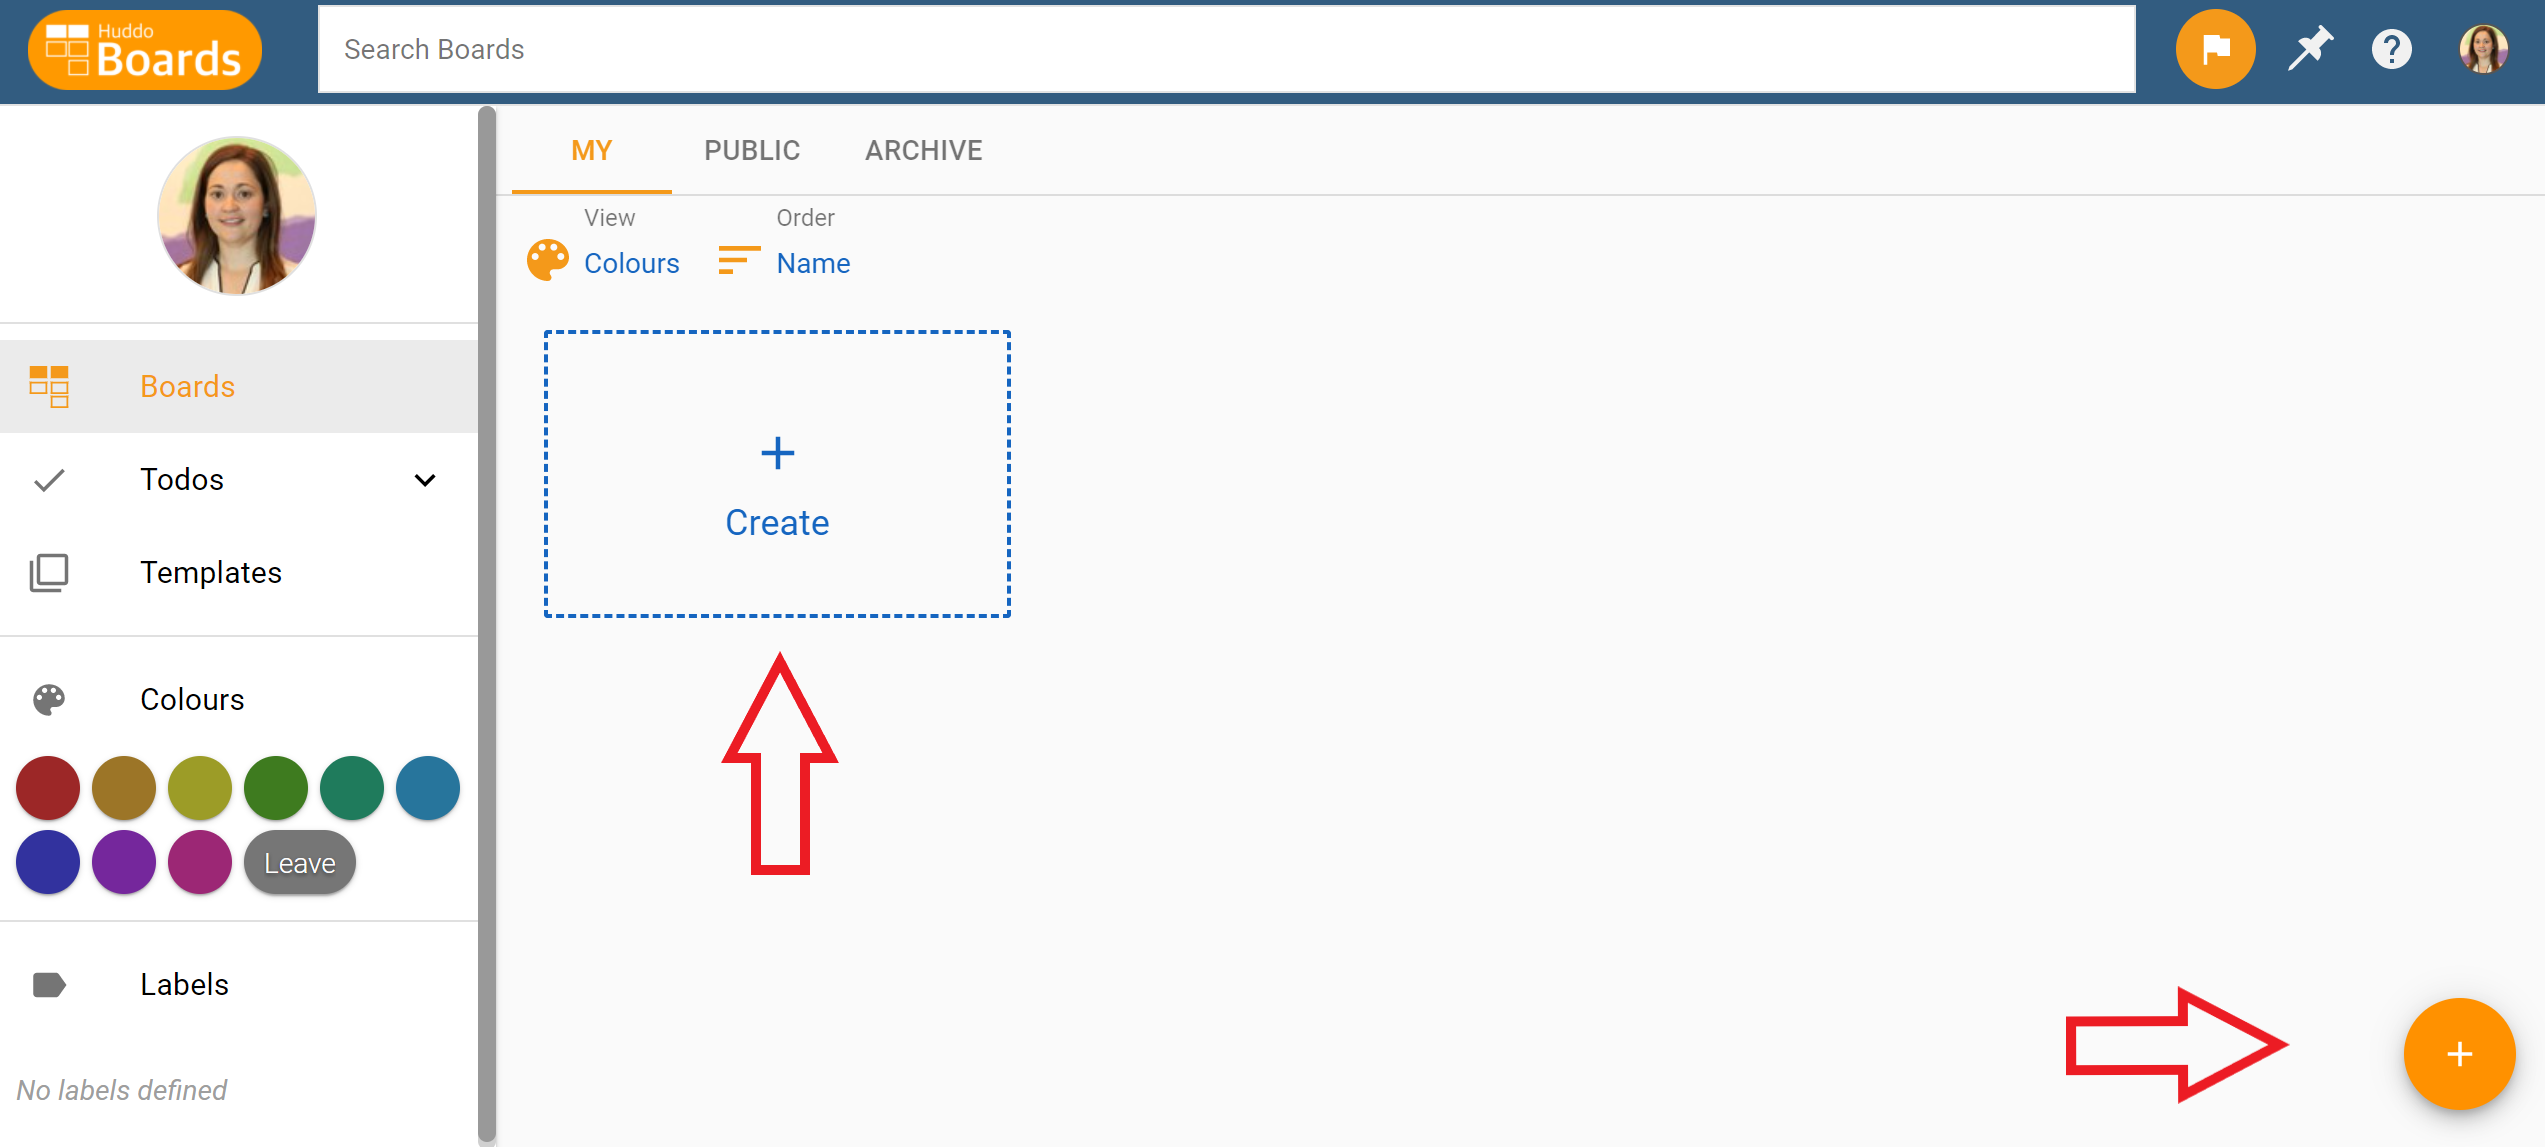 Huddo
Boards
Search Boards
MY PUBLIC ARCHIVE
View Order
Colours Name
Create
Boards
Todos
Templates
Colours
Leave
Labels
No labels defined